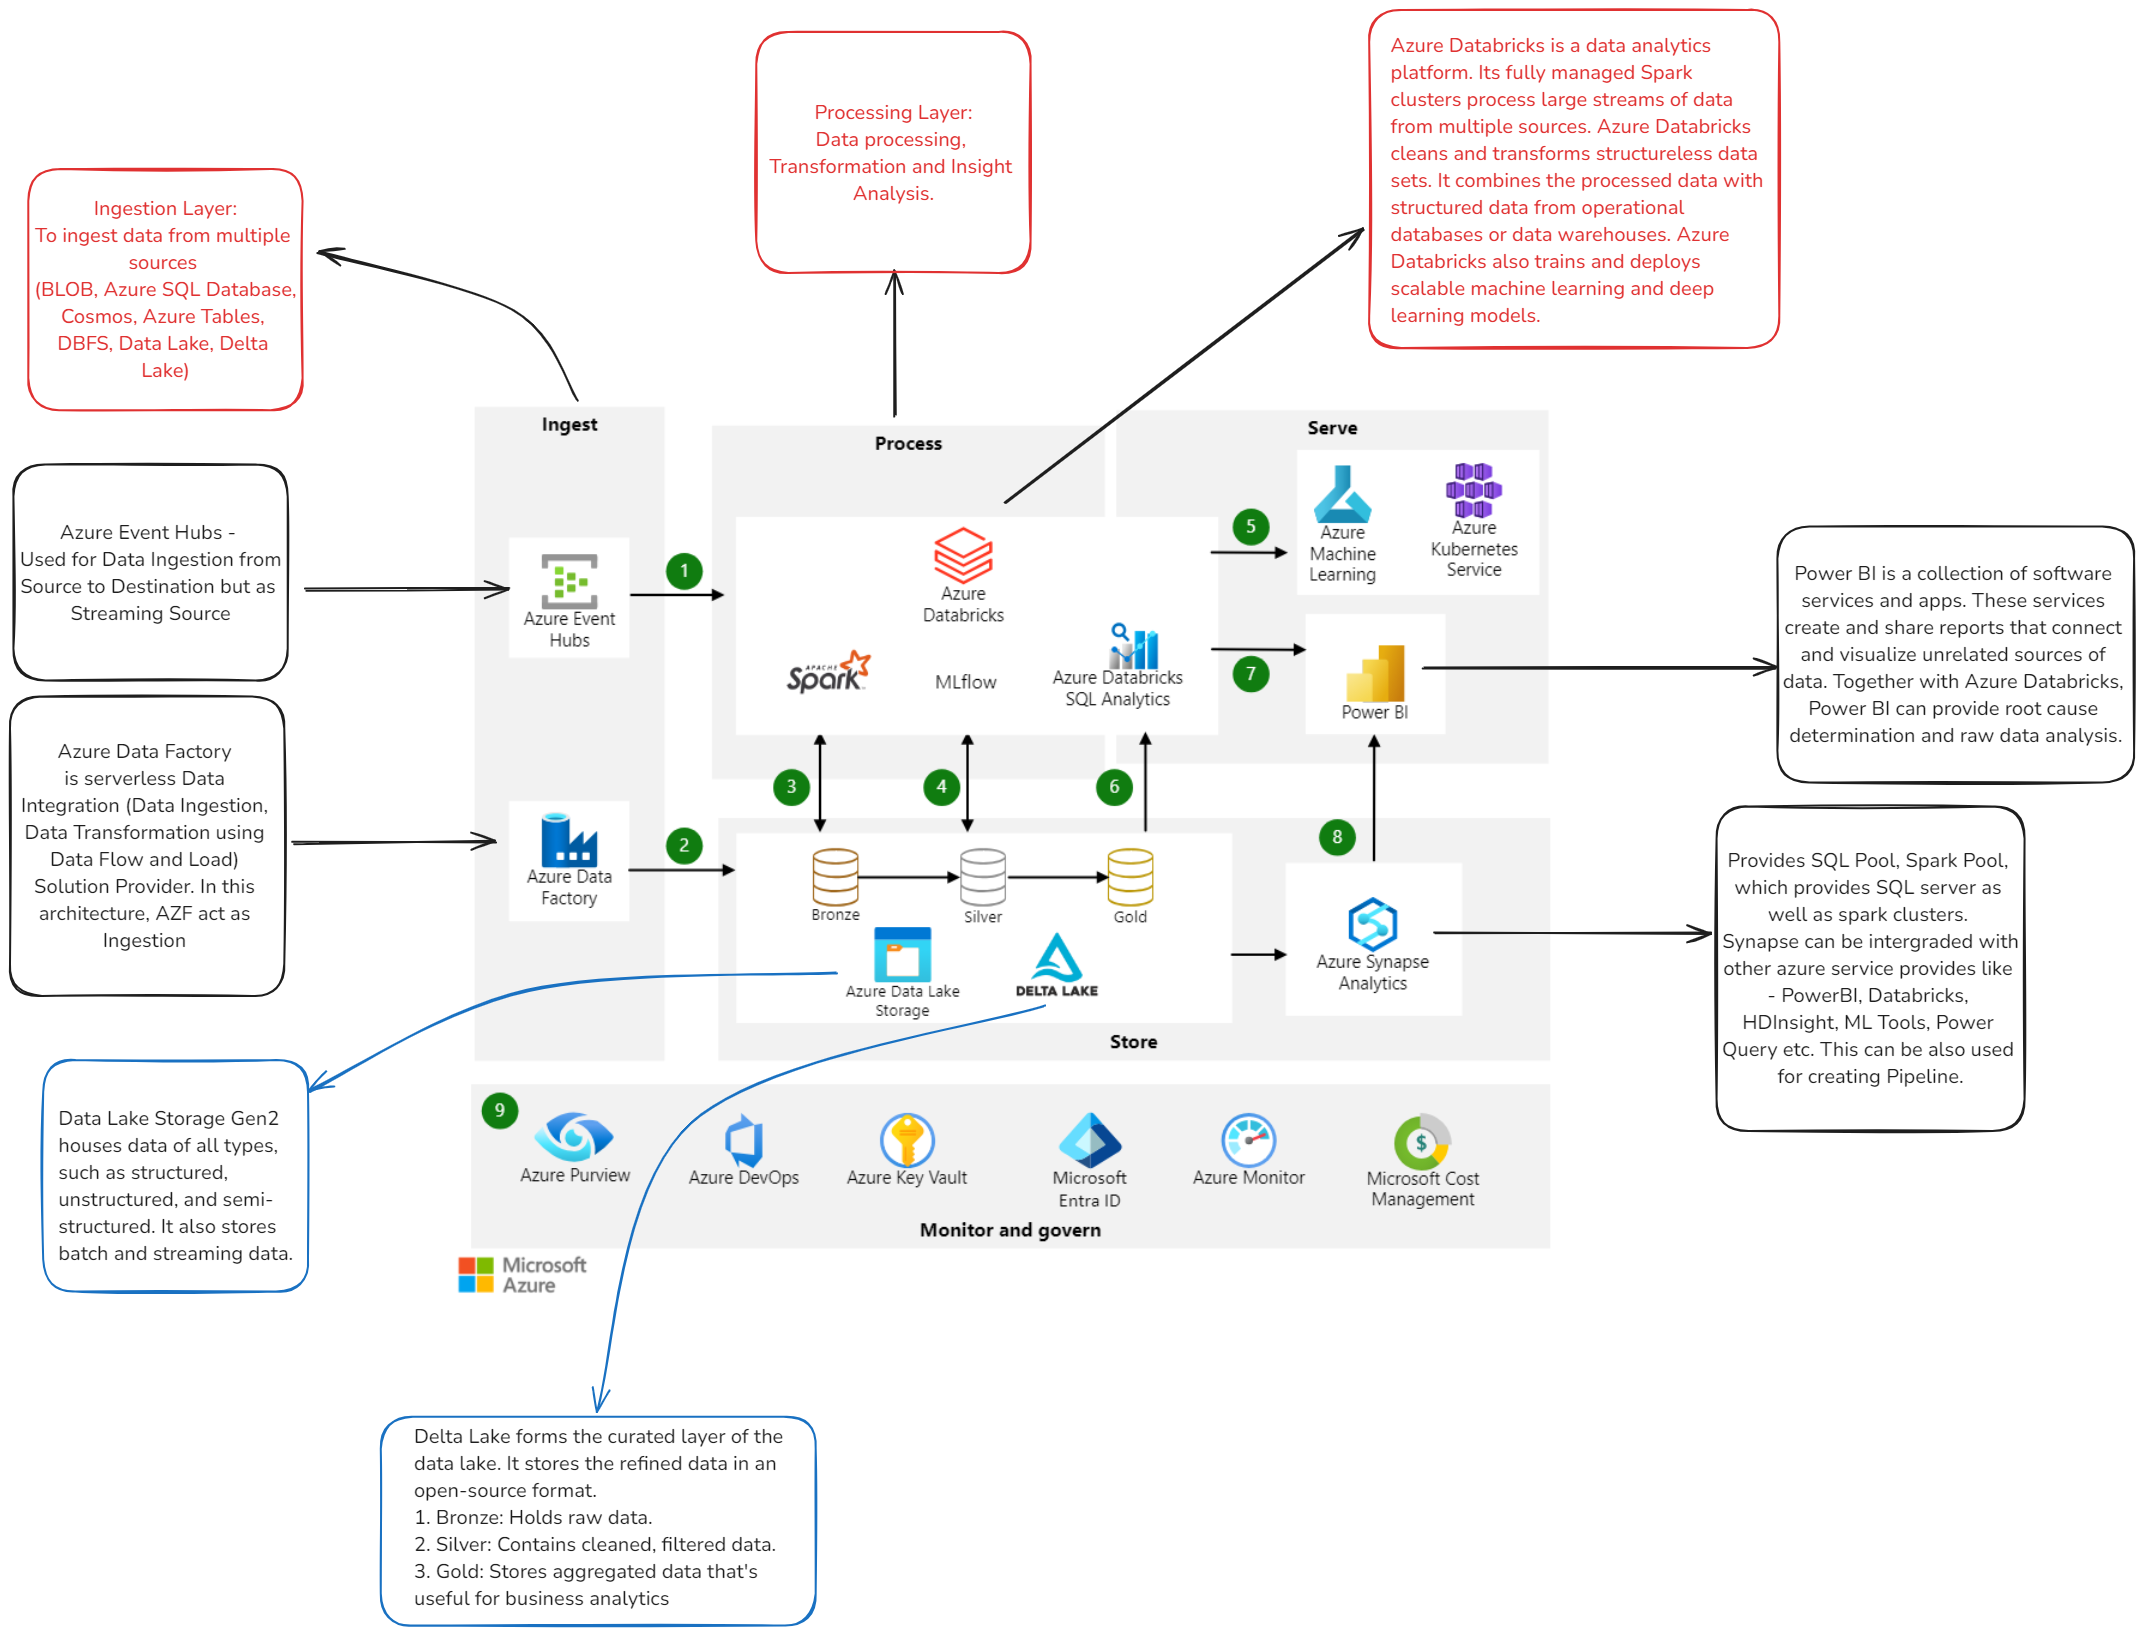 Azure Databricks is a data analytics
platform. Its fully managed Spark
clusters process large streams of data
from multiple sources. Azure Databricks
cleans and transforms structureless data
sets. It combines the processed data with
structured data from operational
databases or data warehouses. Azure
Databricks also trains and deploys
scalable machine learning and deep
learning models.
Processing Layer:
Data processing,
Transformation and Insight
Analysis.
Ingestion Layer:
To ingest data from multiple
sources
(BLOB, Azure SQL Database,
Cosmos, Azure Tables,
DBFS, Data Lake, Delta
Lake)
Azure Event Hubs -
Used for Data Ingestion from
Source to Destination but as
Streaming Source
Azure Data Factory
is serverless Data
Integration (Data Ingestion,
Data Transformation using
Data Flow and Load)
Solution Provider. In this
architecture, AZF act as
Ingestion
Ingest
Azure Event
Hubs
1
Azure Data
Factory
2
Process
Azure
Databricks
APACHE
Spark
MLflow
Azure Databricks
SQL Analytics
3
4
6
Serve
5
Azure
Machine
Learning
Azure
Kubernetes
Service
7
Power BI
8
Bronze
Silver
Gold
Azure Data Lake
Storage
DELTA LAKE
Azure Synapse
Analytics
Store
9
Azure Purview
Azure DevOps
Azure Key Vault
Microsoft
Entra ID
Azure Monitor
Microsoft Cost
Management
Monitor and govern
Microsoft
Azure
Power BI is a collection of software
services and apps. These services
create and share reports that connect
and visualize unrelated sources of
data. Together with Azure Databricks,
Power BI can provide root cause
determination and raw data analysis.
Provides SQL Pool, Spark Pool,
which provides SQL server as
well as spark clusters.
Synapse can be intergraded with
other azure service provides like
- PowerBI, Databricks,
HDInsight, ML Tools, Power
Query etc. This can be also used
for creating Pipeline.
Data Lake Storage Gen2
houses data of all types,
such as structured,
unstructured, and semi-
structured. It also stores
batch and streaming data.
Delta Lake forms the curated layer of the
data lake. It stores the refined data in an
open-source format.
1. Bronze: Holds raw data.
2. Silver: Contains cleaned, filtered data.
3. Gold: Stores aggregated data that's
useful for business analytics